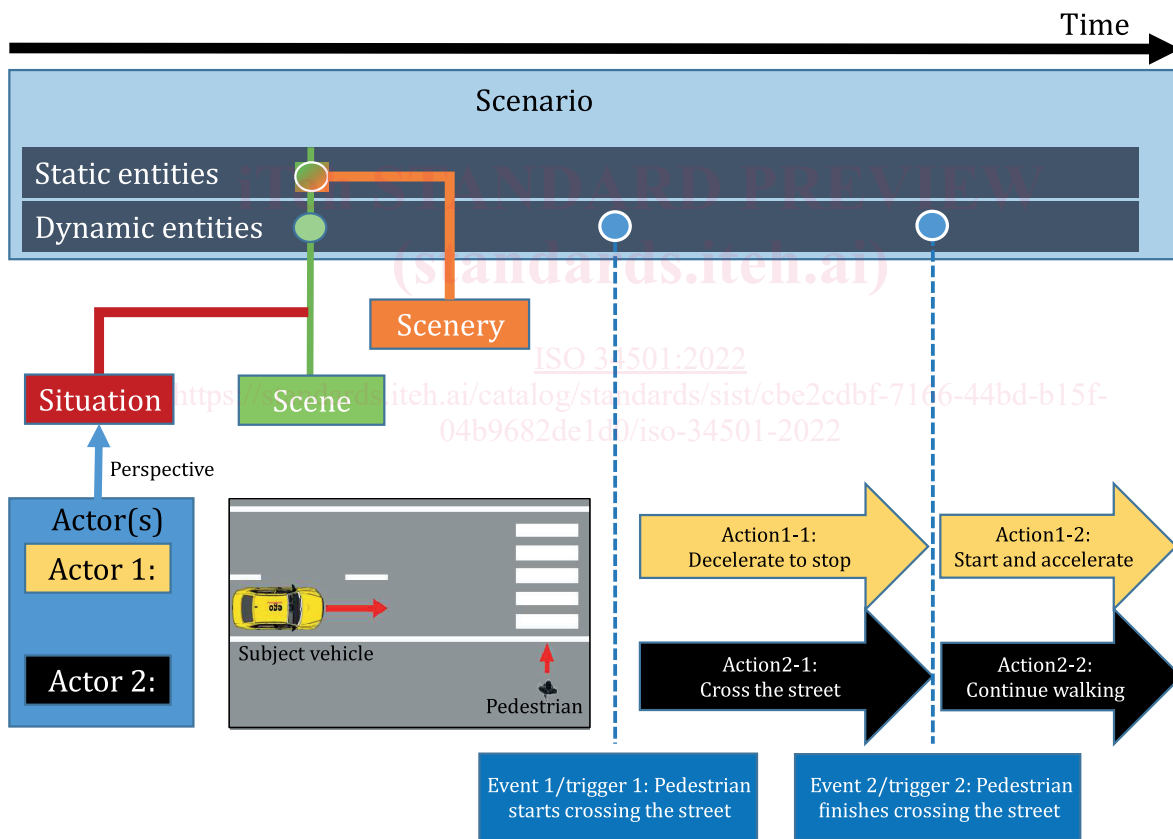 Time
Scenario
Static entities
iTeh STANDARD PREVIEW
Dynamic entities
(standards.iteh.ai)
Scenery
ISO 34501:2022
Situation
Scene
https://standards.iteh.ai/catalog/standards/sist/cbe2cdbf-7166-44bd-b15f-
04b9682de1d0/iso-34501-2022
Perspective
Actor(s)
Actor 1:
Actor 2:
ego
Subject vehicle
Pedestrian
Action1-1:
Decelerate to stop
Action1-2:
Start and accelerate
Action2-1:
Cross the street
Action2-2:
Continue walking
Event 1/trigger 1: Pedestrian
starts crossing the street
Event 2/trigger 2: Pedestrian
finishes crossing the street